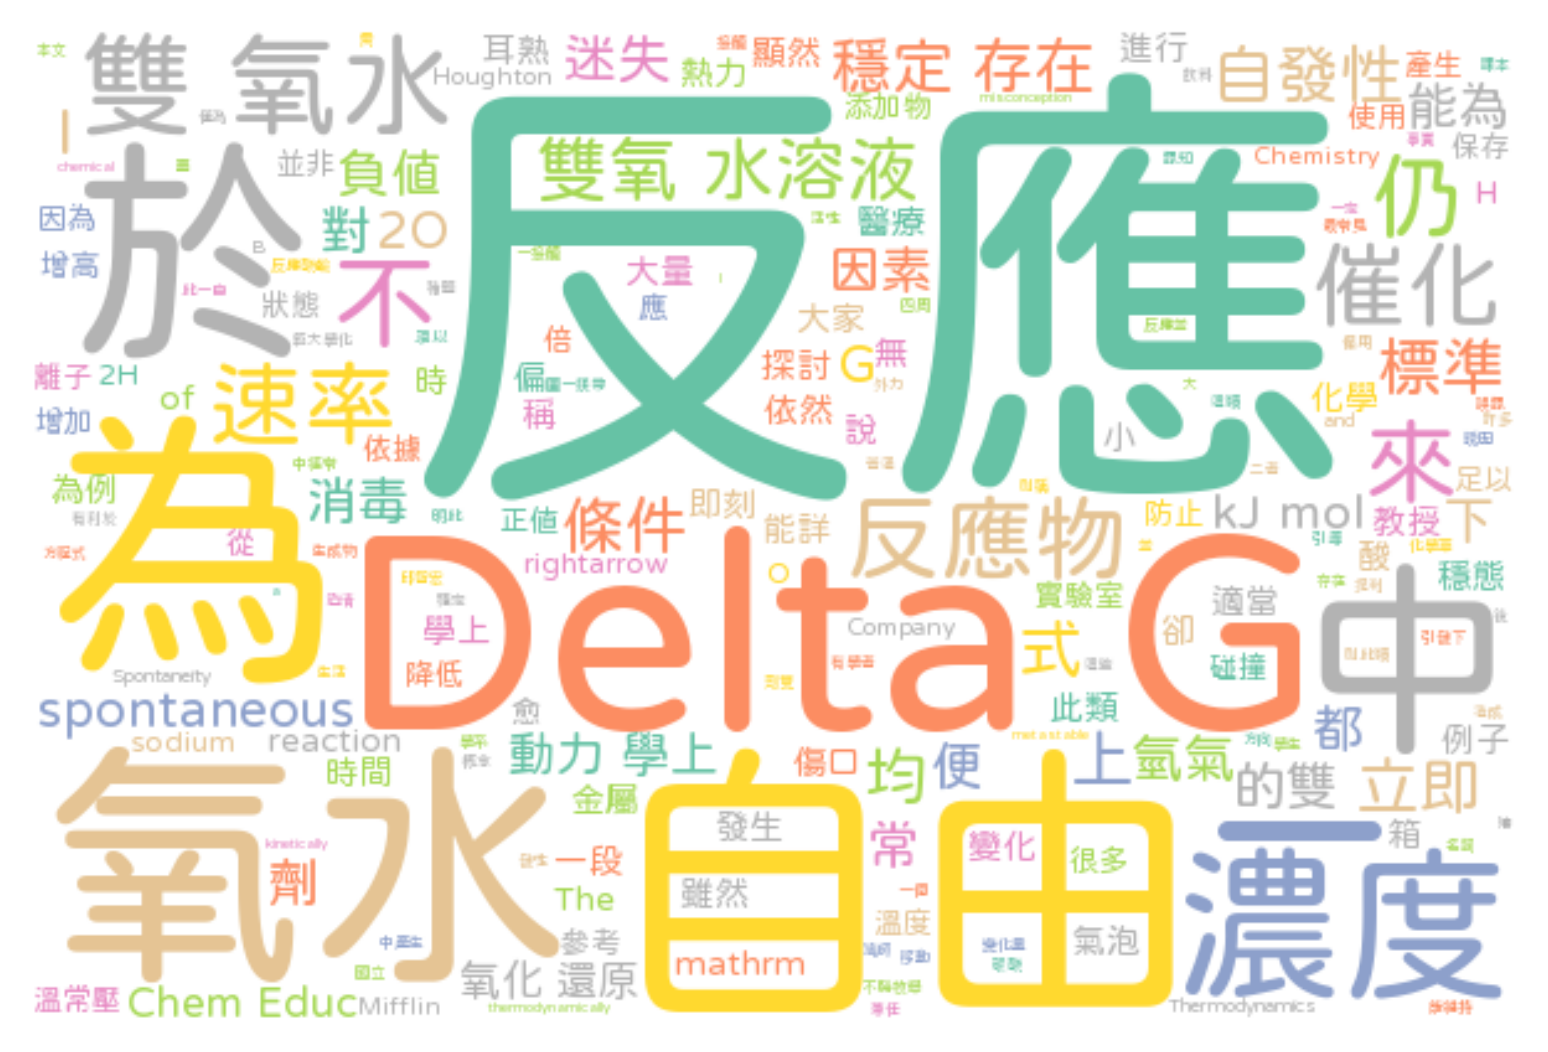 本文
雙 氧水
耳熟
迷失
Houghton
熱力
顯然
穩定 存在
進行
自發性
產生
能為
添加物
misconception
使用
保存
chemical
於
並非
負值
反應
雙氧 水溶液
Chemistry
仍
H
因為
對
20
醫療
增高
不
大量
因素
催化
狀態
應
大家
倍
離子
2H
of
速率
時
偏
稱
探討
G
無
依然
說
標準
化學
and
小
來
增加
依據
為
為例
消毒
正值
條件
即刻
能詳
反應物
防止
kJ mol
教授
下
足以
從
rightarrow
O
實驗室
酸
穩態
Delta G
中
學上
降低
Company
式
適當
卻
碰撞
Spontaneity
spontaneous
愈
此類
都
例子
sodium
reaction
metastable
時間
動力 學上
傷口
均
便
上
氫氣
的雙
立即
氧水
金屬
自由
發生
常
變化
很多
箱
濃度
kinetically
劑
一段
The
雖然
溫度
氣泡
參考
mathrm
氧化 還原
溫常壓
Chem Educ
Mifflin
thermodynamically
Thermodynamics